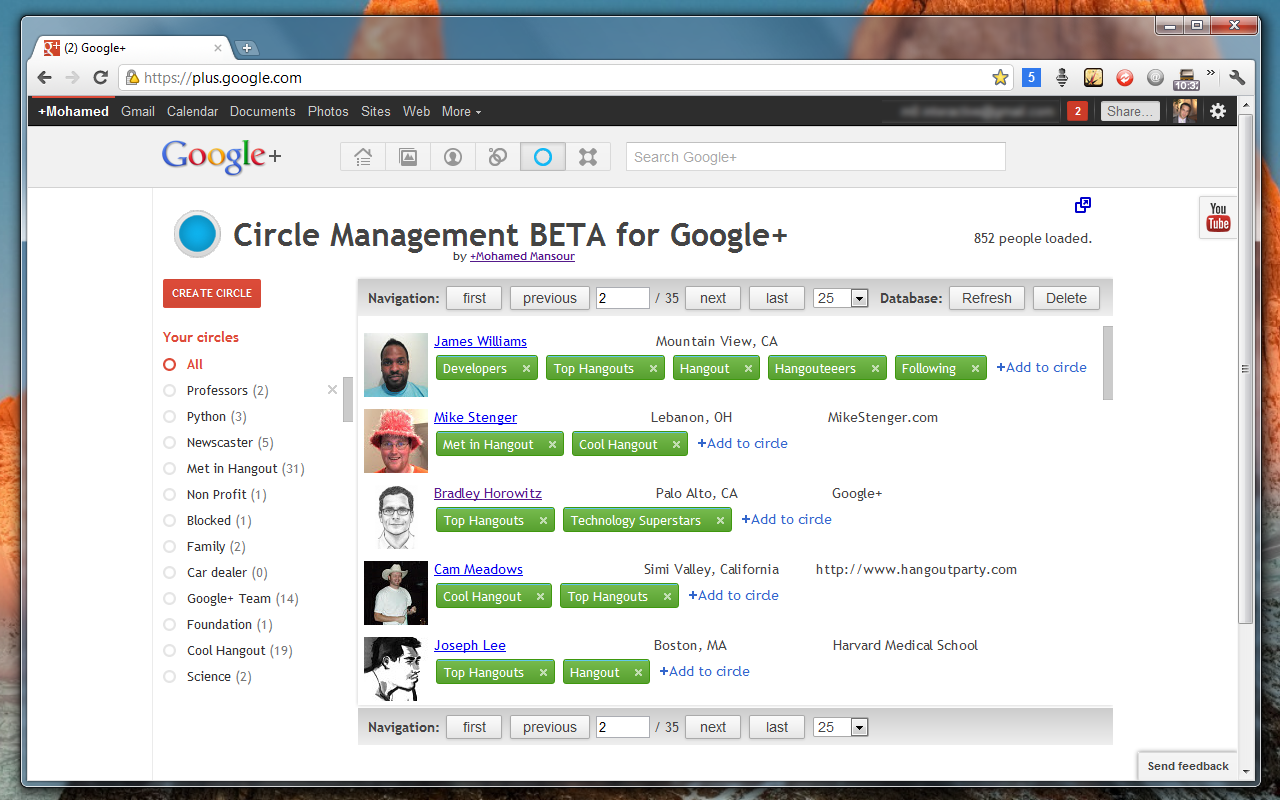 (2) Google+
https://plus.google.com
5
10:32
+Mohamed Gmail Calendar Documents Photos Sites Web More
2 Share...
Google+
Search Google+
You Tube
Circle Management BETA for Google+
by +Mohamed Mansour
852 people loaded.
CREATE CIRCLE
Your circles
All
Professors (2)
Python (3)
Newscaster (5)
Met in Hangout (31)
Non Profit (1)
Blocked (1)
Family (2)
Car dealer (0)
Google+ Team (14)
Foundation (1)
Cool Hangout (19)
Science (2)
Navigation: first previous 2 / 35 next last 25 Database: Refresh Delete
James Williams Mountain View, CA
Developers × Top Hangouts × Hangout × Hangouteeers × Following × +Add to circle
Mike Stenger Lebanon, OH MikeStenger.com
Met in Hangout × Cool Hangout × +Add to circle
Bradley Horowitz Palo Alto, CA Google+
Top Hangouts × Technology Superstars × +Add to circle
Cam Meadows Simi Valley, California http://www.hangoutparty.com
Cool Hangout × Top Hangouts × +Add to circle
Joseph Lee Boston, MA Harvard Medical School
Top Hangouts × Hangout × +Add to circle
Navigation: first previous 2 / 35 next last 25
Send feedback